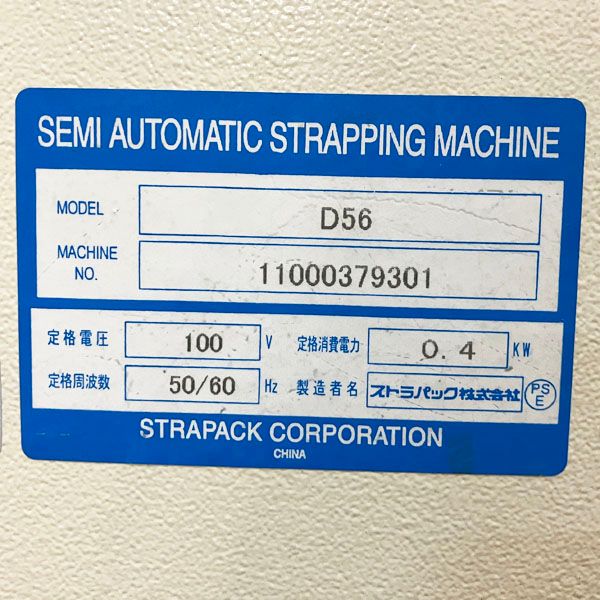 SEMI AUTOMATIC STRAPPING MACHINE
MODEL D56
MACHINE NO. 11000379301
定格電圧 100 V 定格消費電力 0.4 KW
定格周波数 50/60 Hz 製造者名 ストラパック株式会社 PSE
STRAPACK CORPORATION
CHINA